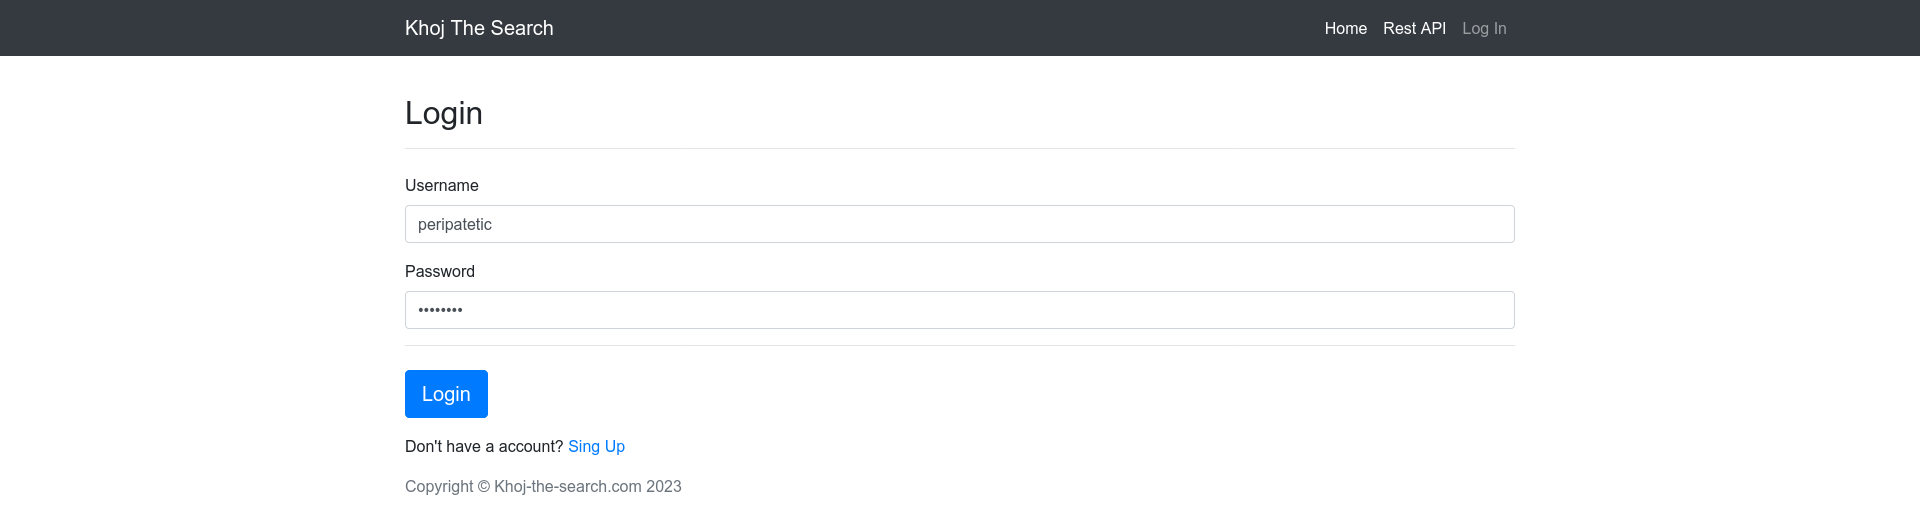 Khoj The Search Home Rest API Log In
Login
Username
peripatetic
Password
••••••••
Login
Don't have a account? Sing Up
Copyright © Khoj-the-search.com 2023